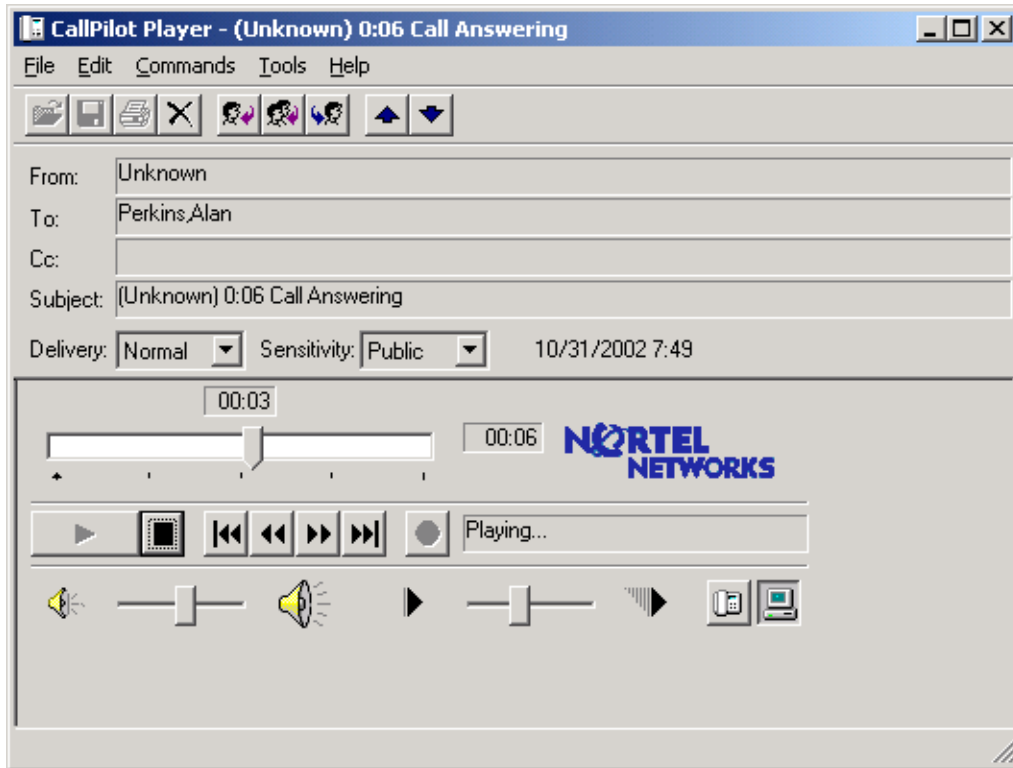 CallPilot Player - (Unknown) 0:06 Call Answering
File Edit Commands Tools Help
From: Unknown
To: Perkins,Alan
Cc:
Subject: (Unknown) 0:06 Call Answering
Delivery: Normal Sensitivity: Public 10/31/2002 7:49
00:03
00:06
NORTEL
NETWORKS
Playing...